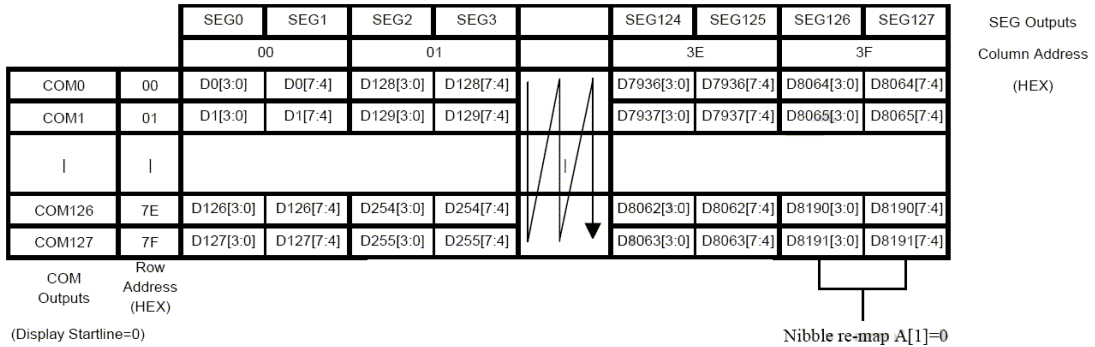 SEG0 SEG1 SEG2 SEG3 SEG124 SEG125 SEG126 SEG127 SEG Outputs
00 01 3E 3F Column Address
(HEX)
COM0 00 D0[3:0] D0[7:4] D128[3:0] D128[7:4] D7936[3:0] D7936[7:4] D8064[3:0] D8064[7:4]
COM1 01 D1[3:0] D1[7:4] D129[3:0] D129[7:4] D7937[3:0] D7937[7:4] D8065[3:0] D8065[7:4]
| | |
COM126 7E D126[3:0] D126[7:4] D254[3:0] D254[7:4] D8062[3:0] D8062[7:4] D8190[3:0] D8190[7:4]
COM127 7F D127[3:0] D127[7:4] D255[3:0] D255[7:4] D8063[3:0] D8063[7:4] D8191[3:0] D8191[7:4]
COM
Outputs
Row
Address
(HEX)
(Display Startline=0)
Nibble re-map A[1]=0